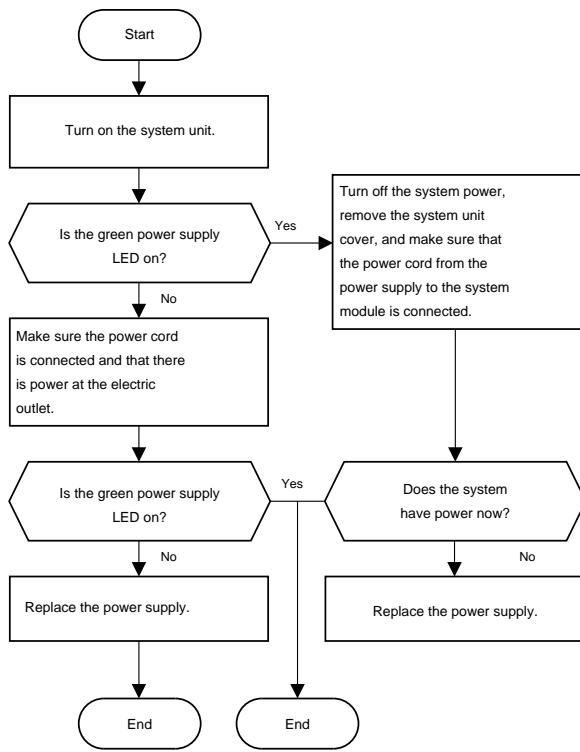 Start
Turn on the system unit.
Is the green power supply
LED on?
Yes
Turn off the system power,
remove the system unit
cover, and make sure that
the power cord from the
power supply to the system
module is connected.
No
Make sure the power cord
is connected and that there
is power at the electric
outlet.
Is the green power supply
LED on?
Yes
Does the system
have power now?
No
No
Replace the power supply.
Replace the power supply.
End
End